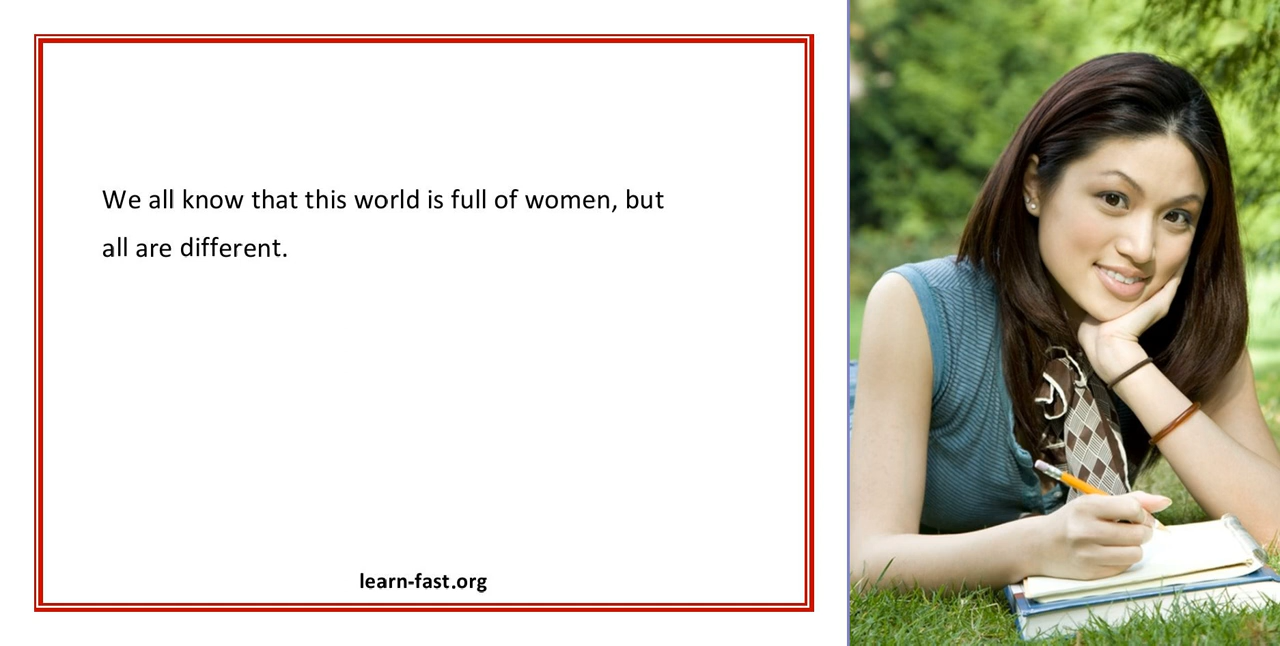 We all know that this world is full of women, but
all are different.
learn-fast.org